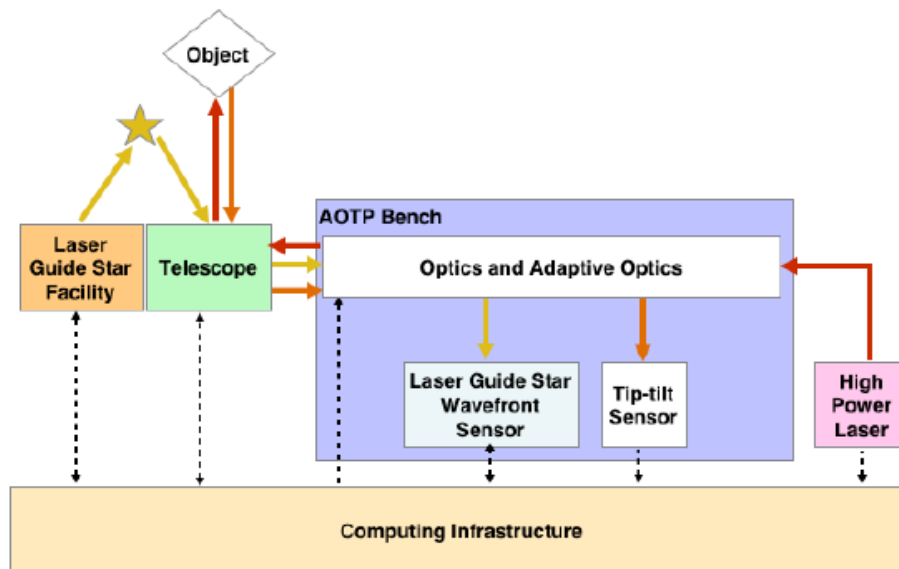 Object
AOTP Bench
Laser
Guide Star
Facility
Telescope
Optics and Adaptive Optics
Laser Guide Star
Wavefront
Sensor
Tip-tilt
Sensor
High
Power
Laser
Computing Infrastructure